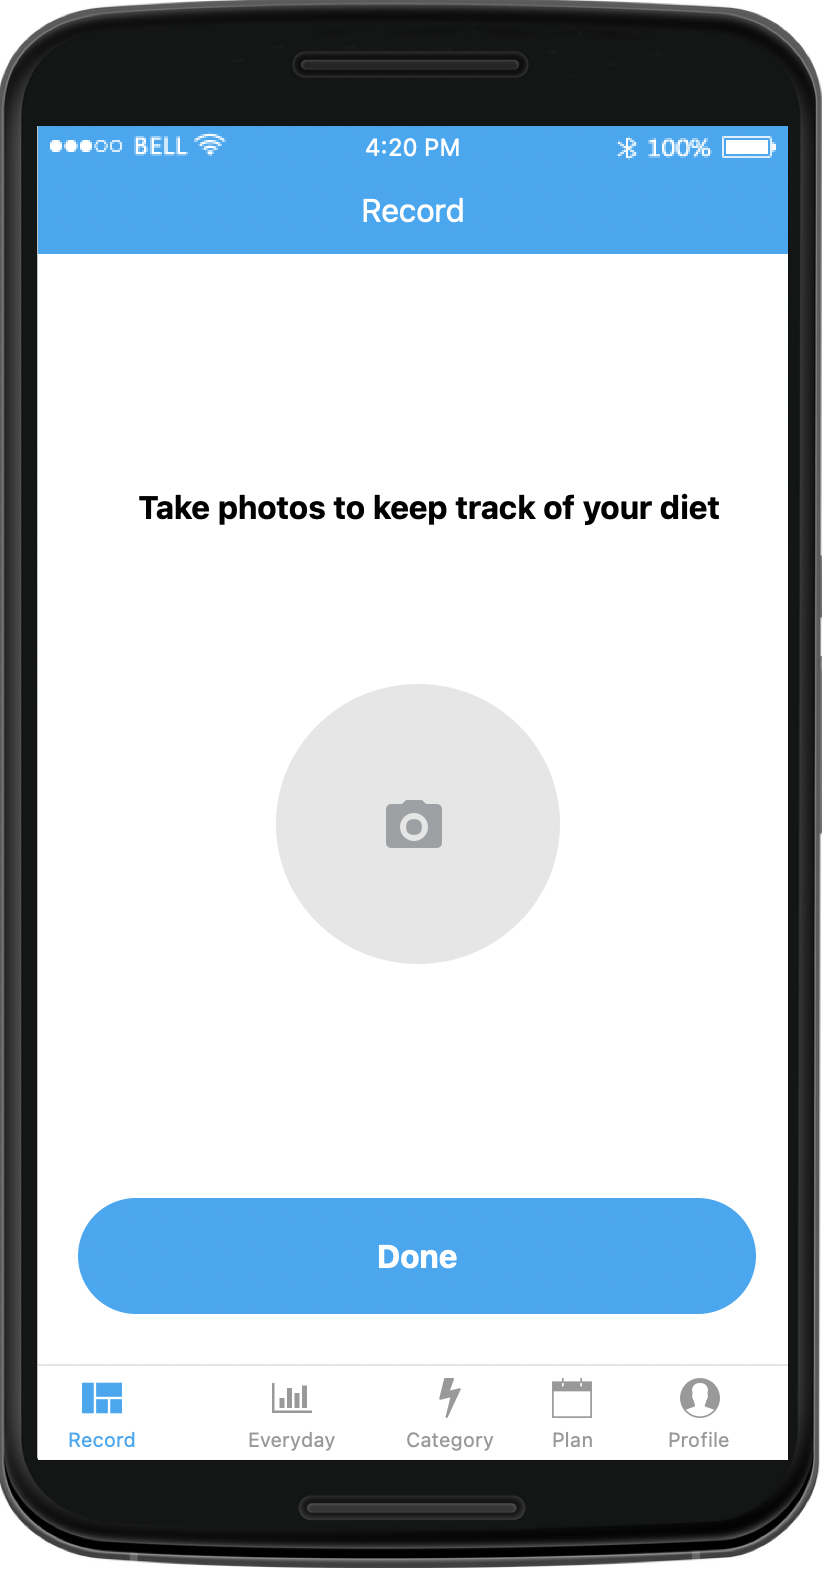 BELL 4:20 PM 100%
Record
Take photos to keep track of your diet
Done
Record Everyday Category Plan Profile